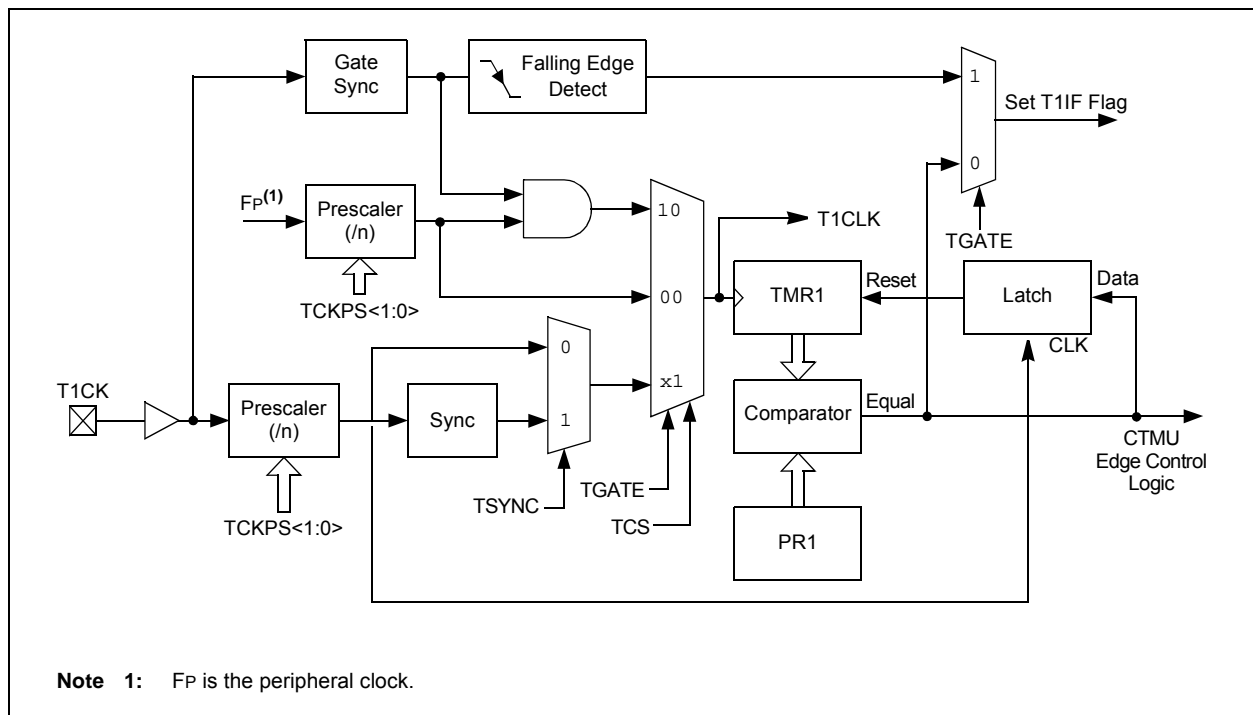 Gate
Sync
Falling Edge
Detect
1
Set T1IF Flag
0
FP(1)
Prescaler
(/n)
10
T1CLK
TGATE
TCKPS<1:0>
00
TMR1
Reset
Latch
Data
CLK
0
T1CK
Prescaler
(/n)
Sync
1
x1
Comparator
Equal
CTMU
Edge Control
Logic
TSYNC
TGATE
TCS
TCKPS<1:0>
PR1
Note 1: FP is the peripheral clock.